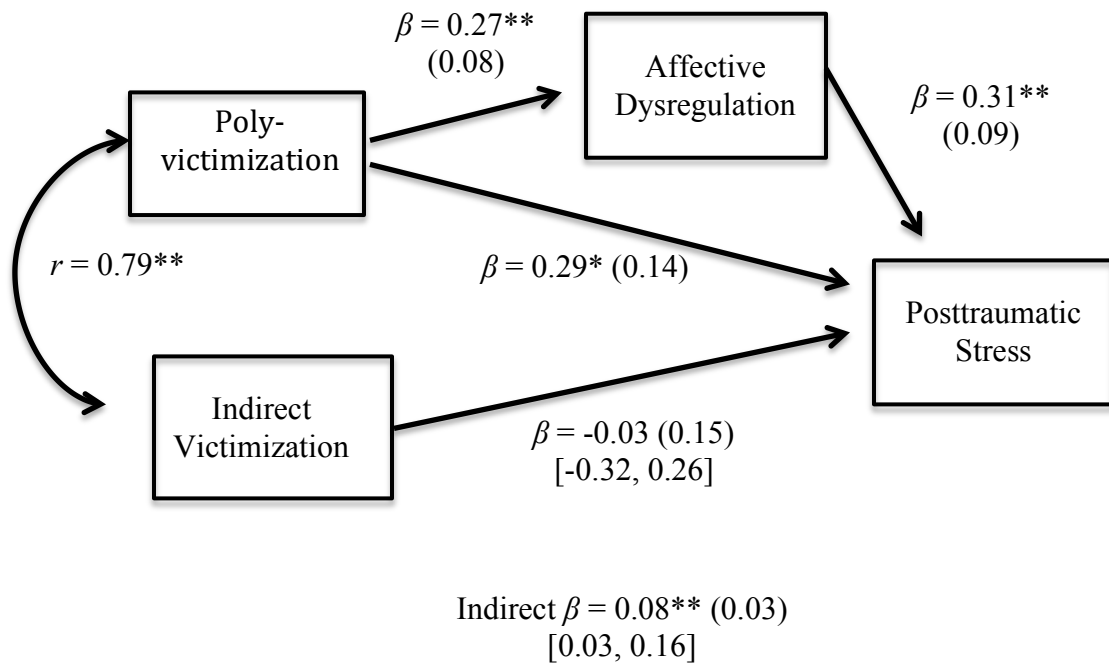 β = 0.27**
(0.08)
Affective
Dysregulation
β = 0.31**
(0.09)
Poly-
victimization
r = 0.79**
β = 0.29* (0.14)
Posttraumatic
Stress
Indirect
Victimization
β = -0.03 (0.15)
[-0.32, 0.26]
Indirect β = 0.08** (0.03)
[0.03, 0.16]